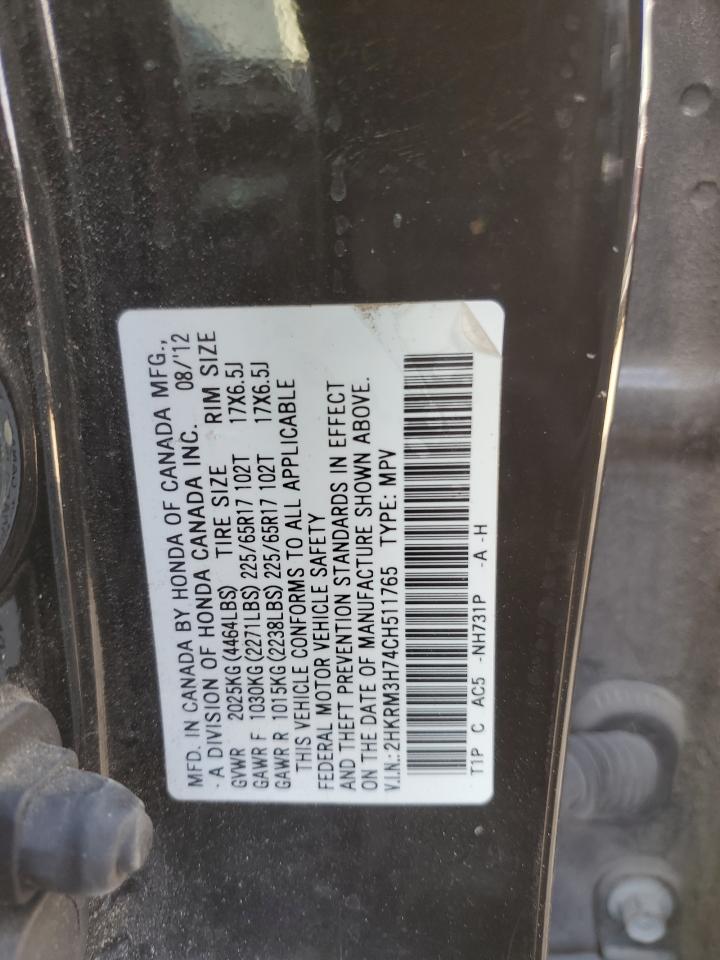 MFD. IN CANADA BY HONDA OF CANADA MFG.,
- A DIVISION OF HONDA CANADA INC. 08/'12
GVWR 2025KG(4464LBS) TIRE SIZE RIM SIZE
GAWR F 1030KG(2271LBS) 225/65R17 102T 17X6.5J
GAWR R 1015KG(2238LBS) 225/65R17 102T 17X6.5J
THIS VEHICLE CONFORMS TO ALL APPLICABLE
FEDERAL MOTOR VEHICLE SAFETY
AND THEFT PREVENTION STANDARDS IN EFFECT
ON THE DATE OF MANUFACTURE SHOWN ABOVE.
V.I.N.:2HKRM3H74CH511765 TYPE: MPV
T1P C AC5 -NH731P -A -H